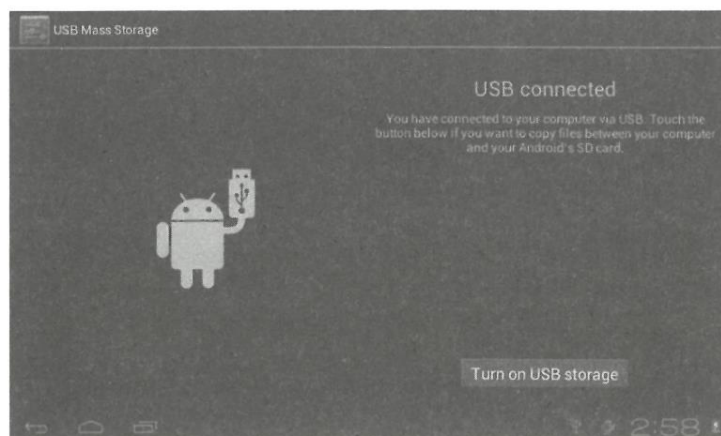 USB Mass Storage
USB connected
You have connected to your computer via USB. Touch the
button below if you want to copy files between your computer
and your Android's SD card.
Turn on USB storage
2:58